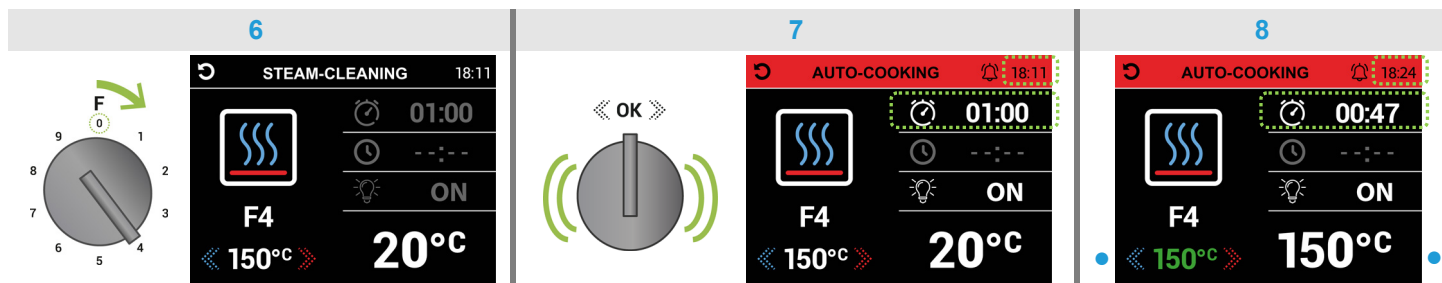 6
7
8
F
0
1
2
3
4
5
6
7
8
9
STEAM-CLEANING 18:11
01:00
--:--
ON
F4
150°C
20°C
OK
AUTO-COOKING 18:11
01:00
--:--
ON
F4
150°C
20°C
AUTO-COOKING 18:24
00:47
--:--
ON
F4
150°C
150°C